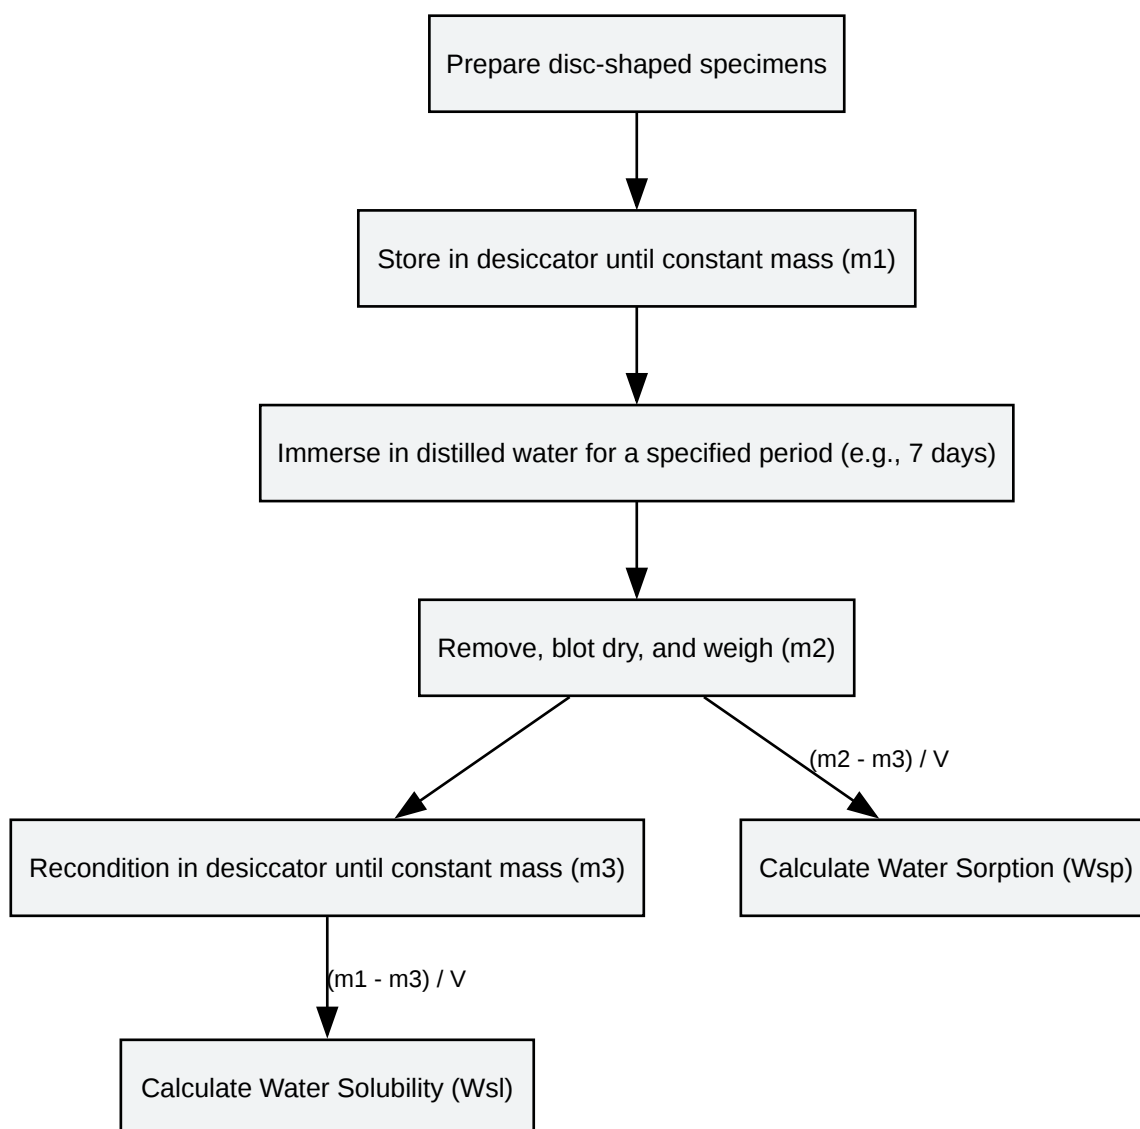 Prepare disc-shaped specimens
Store in desiccator until constant mass (m1)
Immerse in distilled water for a specified period (e.g., 7 days)
Remove, blot dry, and weigh (m2)
(m2 - m3) / V
Recondition in desiccator until constant mass (m3)
Calculate Water Sorption (Wsp)
(m1 - m3) / V
Calculate Water Solubility (Wsl)